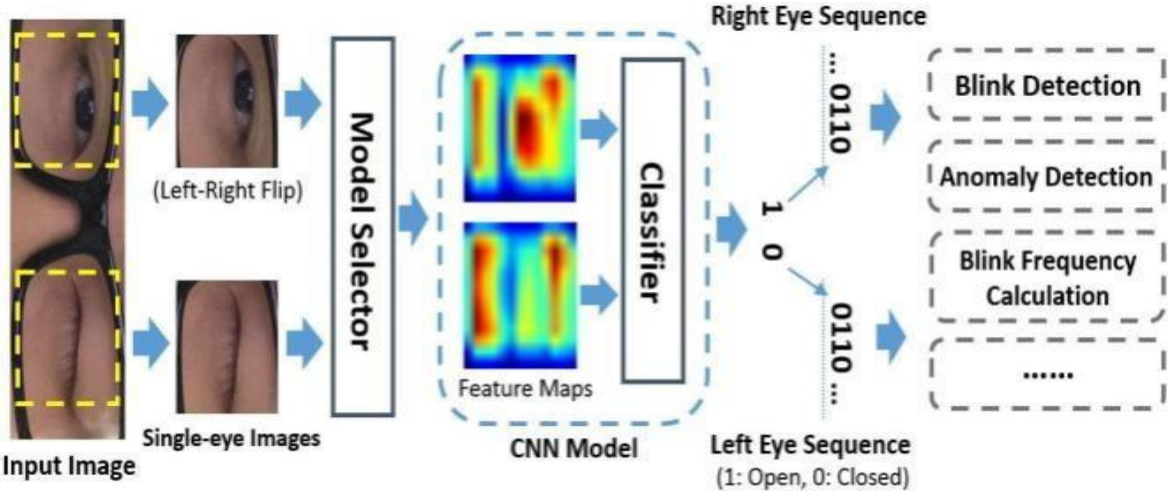 Input Image
(Left-Right Flip)
Single-eye Images
Model Selector
Feature Maps
Classifier
CNN Model
Right Eye Sequence
... 0110
1
0
0110 ...
Left Eye Sequence
(1: Open, 0: Closed)
Blink Detection
Anomaly Detection
Blink Frequency
Calculation
......